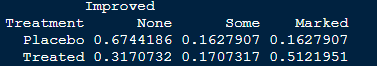 Improved
Treatment None Some Marked
Placebo 0.6744186 0.1627907 0.1627907
Treated 0.3170732 0.1707317 0.5121951